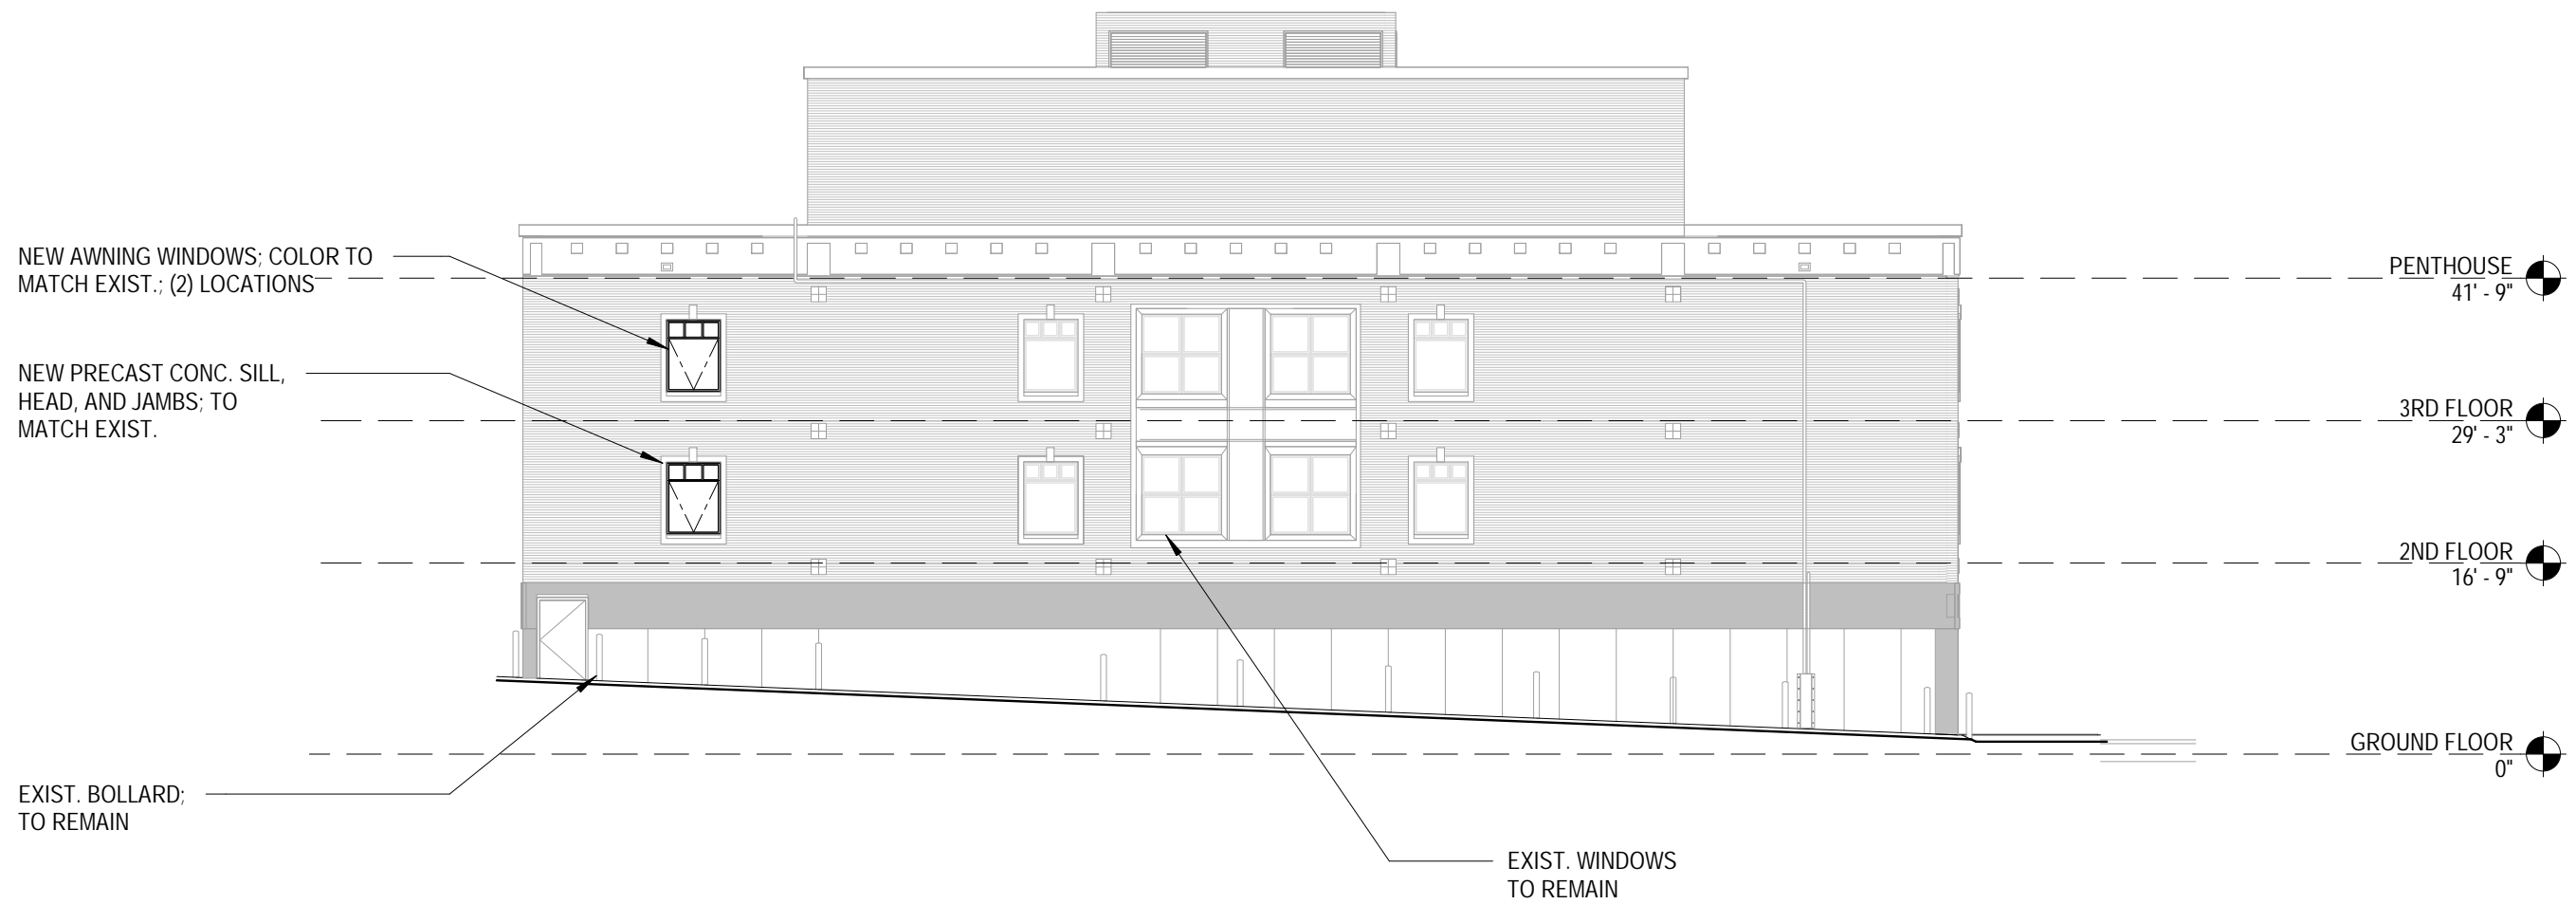 NEW AWNING WINDOWS; COLOR TO
MATCH EXIST.; (2) LOCATIONS
NEW PRECAST CONC. SILL,
HEAD, AND JAMBS; TO
MATCH EXIST.
EXIST. BOLLARD;
TO REMAIN
EXIST. WINDOWS
TO REMAIN
PENTHOUSE
41' - 9"
3RD FLOOR
29' - 3"
2ND FLOOR
16' - 9"
GROUND FLOOR
0"